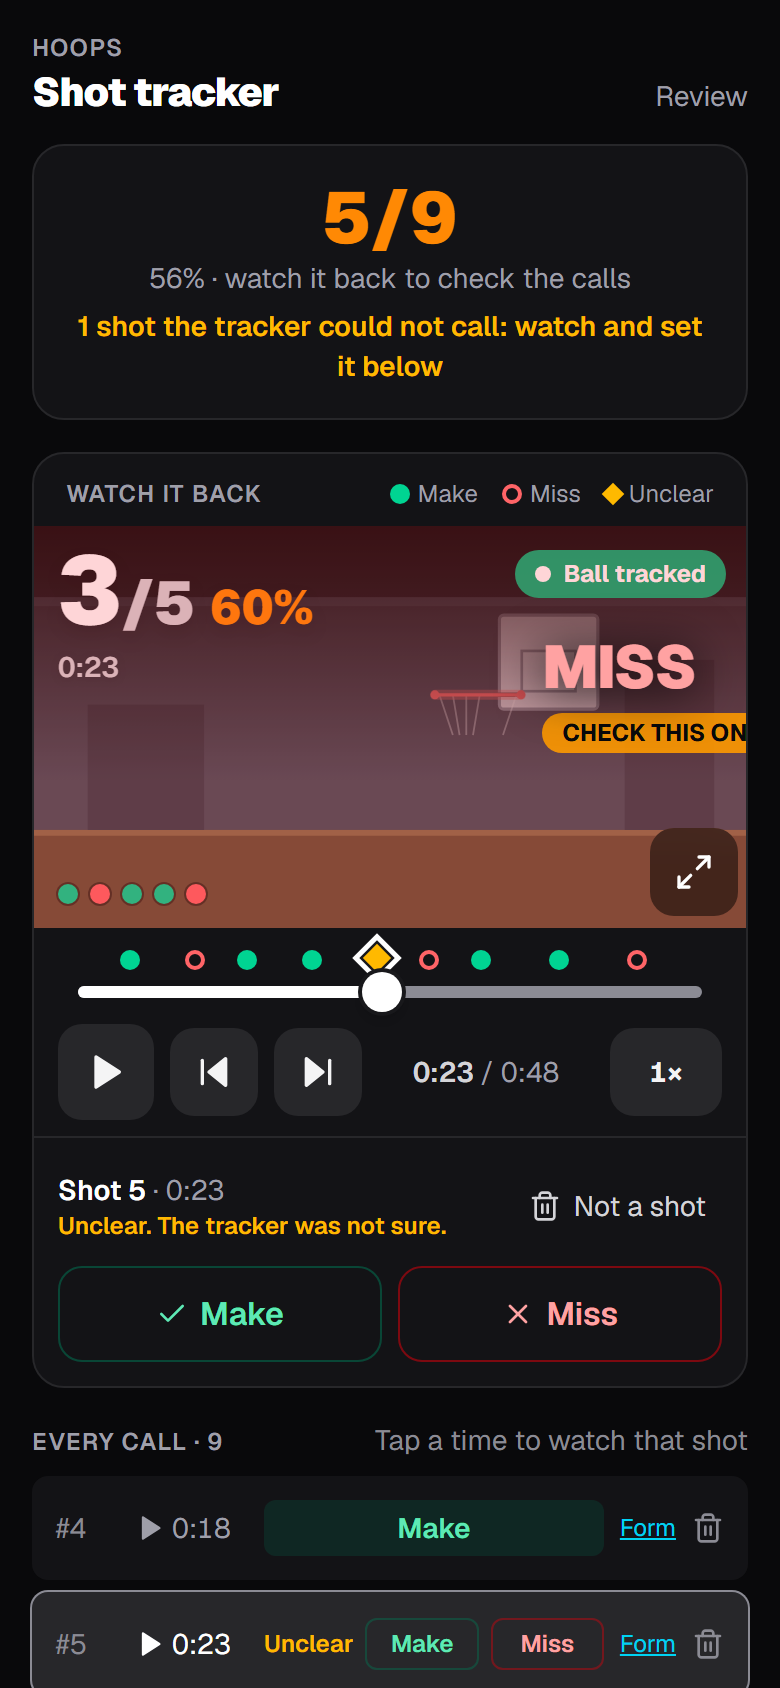 HOOPS
Shot tracker
Review
5/9
56% · watch it back to check the calls
1 shot the tracker could not call: watch and set
it below
WATCH IT BACK
Make
Miss
Unclear
3/5 60%
Ball tracked
0:23
MISS
CHECK THIS ON
0:23 / 0:48
1×
Shot 5 · 0:23
Unclear. The tracker was not sure.
Not a shot
Make
Miss
EVERY CALL · 9
Tap a time to watch that shot
#4 0:18 Make Form
#5 0:23 Unclear Make Miss Form